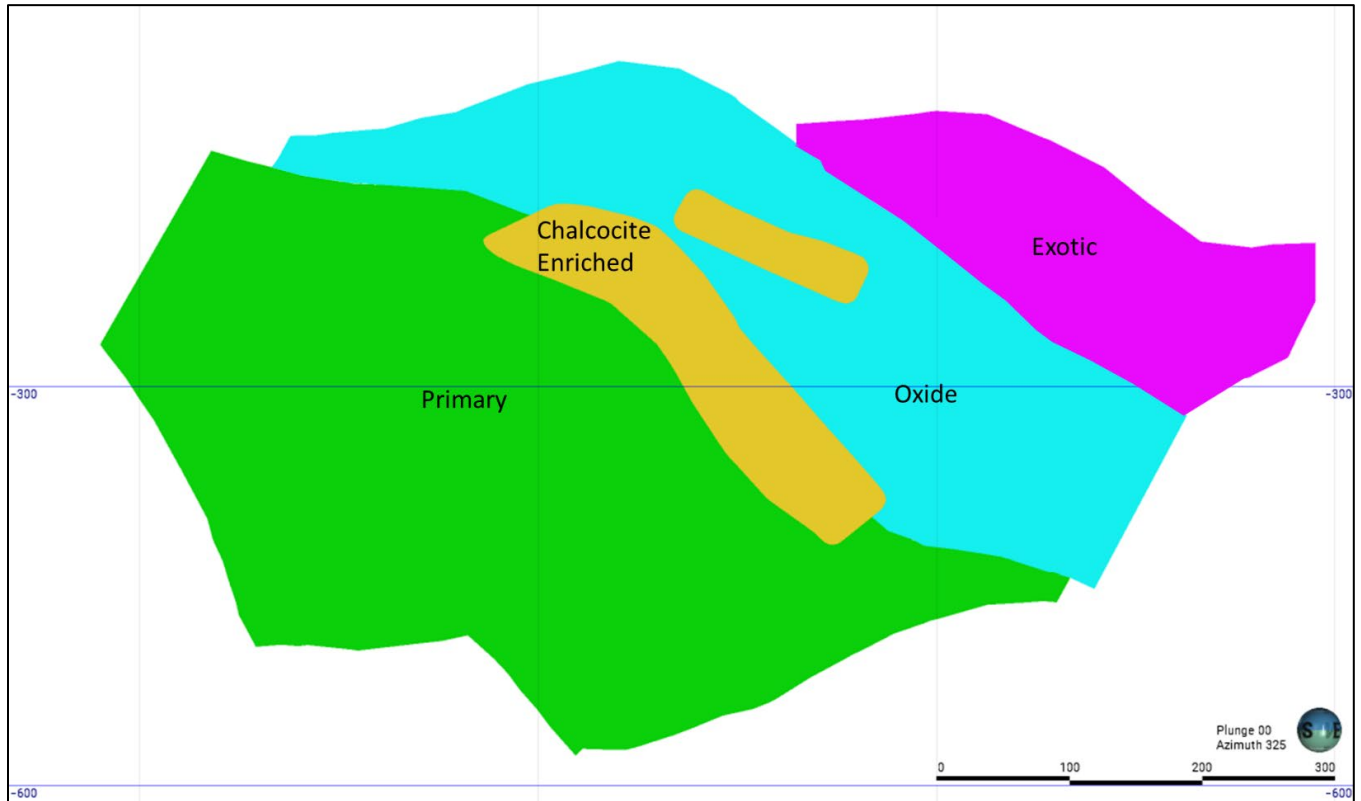 Chalcocite
Enriched
Exotic
-300
Primary
Oxide
-300
Plunge 00
Azimuth 325
S E
0 100 200 300
-600
-600